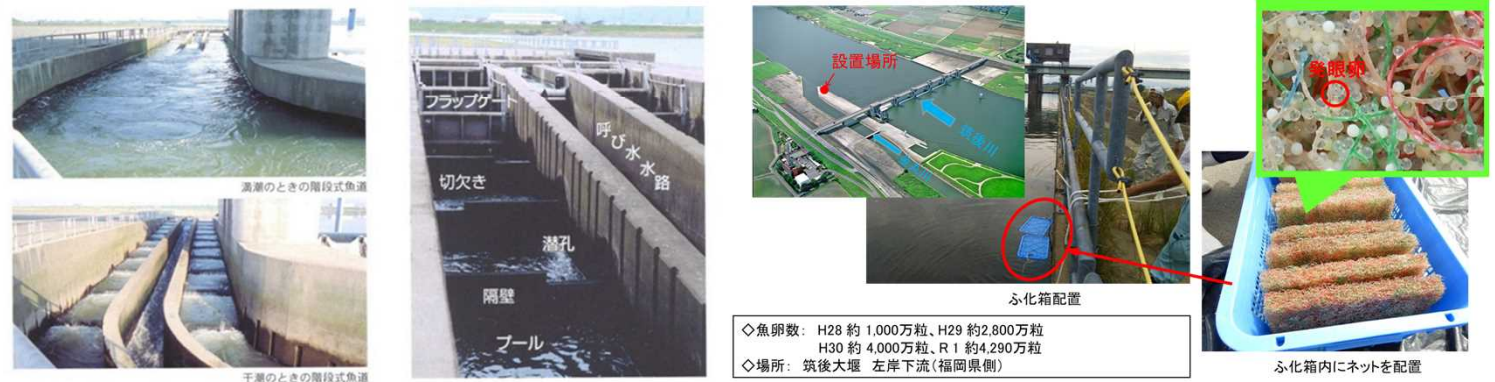 満潮のときの階段式魚道
干潮のときの階段式魚道
フラップゲート
呼び水水路
切欠き
潜孔
隔壁
プール
設置場所
筑後川
発眼卵
ふ化箱配置
◇魚卵数: H28 約 1,000万粒、H29 約2,800万粒
H30 約 4,000万粒、R 1 約4,290万粒
◇場所: 筑後大堰 左岸下流(福岡県側)
ふ化箱内にネットを配置